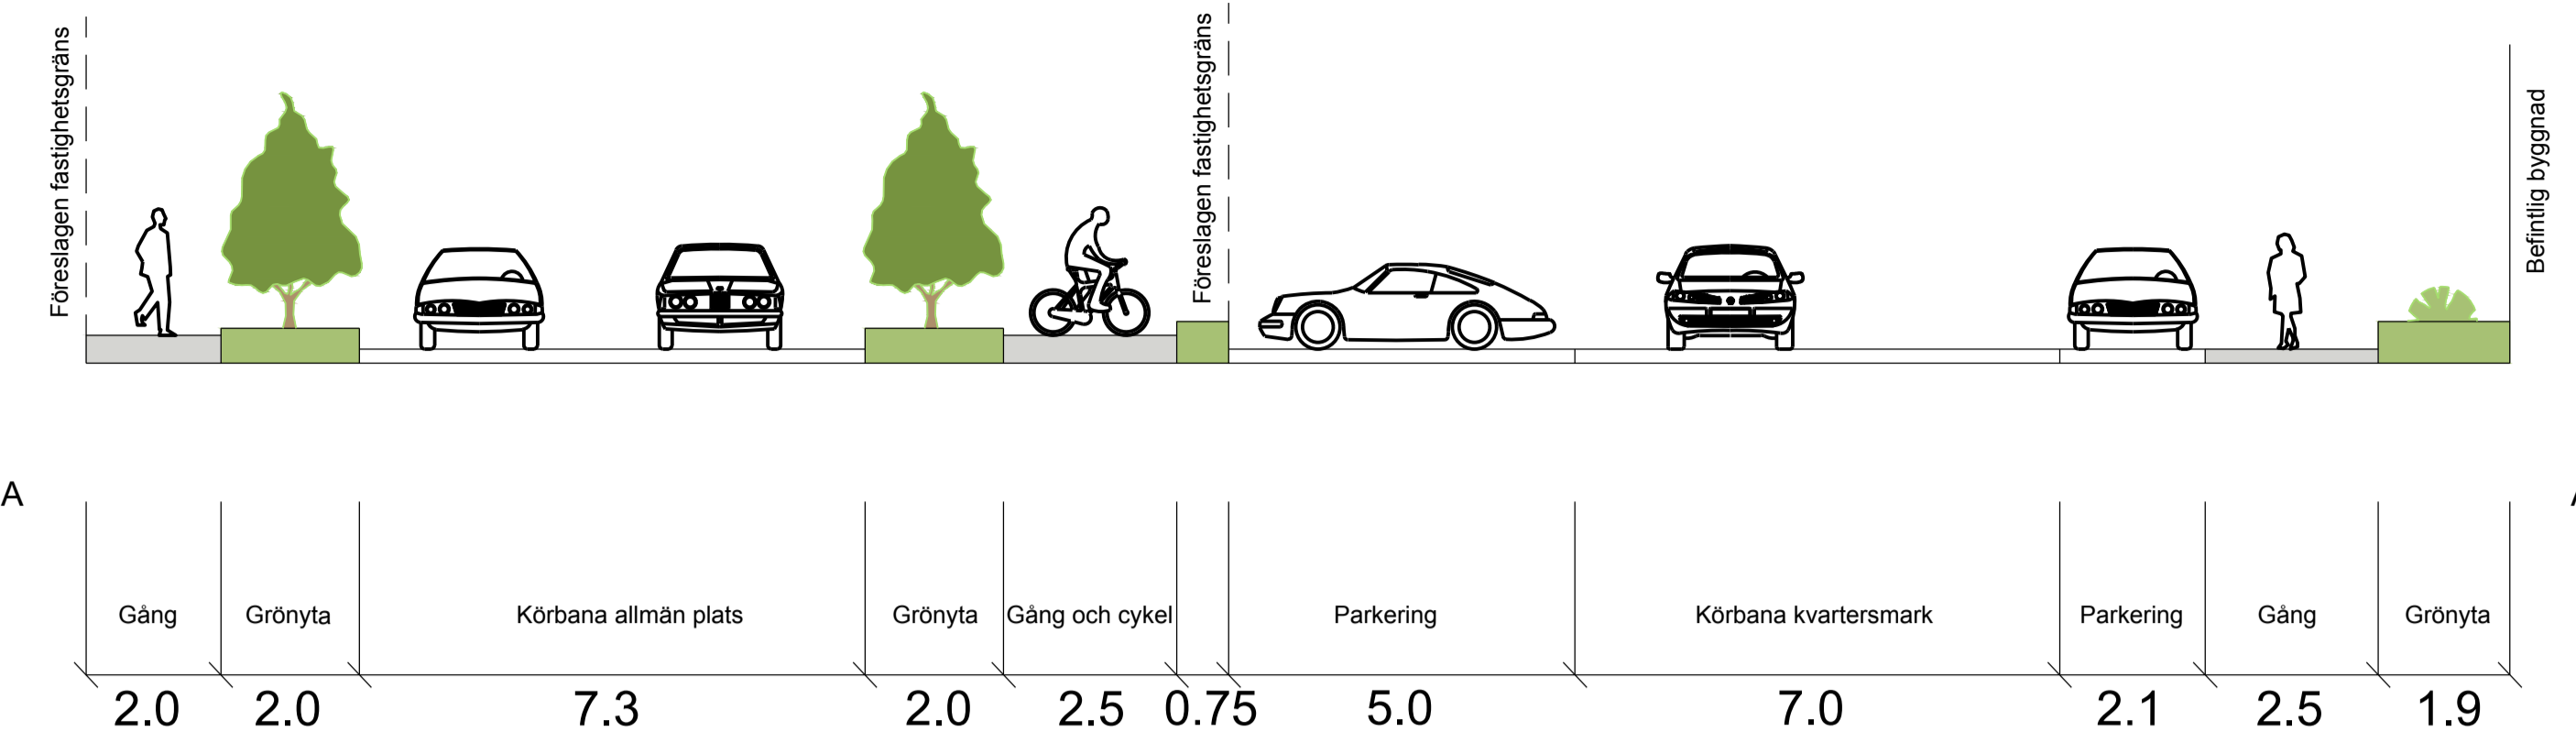 Föreslagen fastighetsgräns
Föreslagen fastighetsgräns
Befintlig byggnad
A
Gång
Grönyta
Körbana allmän plats
Grönyta
Gång och cykel
Parkering
Körbana kvartersmark
Parkering
Gång
Grönyta
2.0
2.0
7.3
2.0
2.5
0.75
5.0
7.0
2.1
2.5
1.9